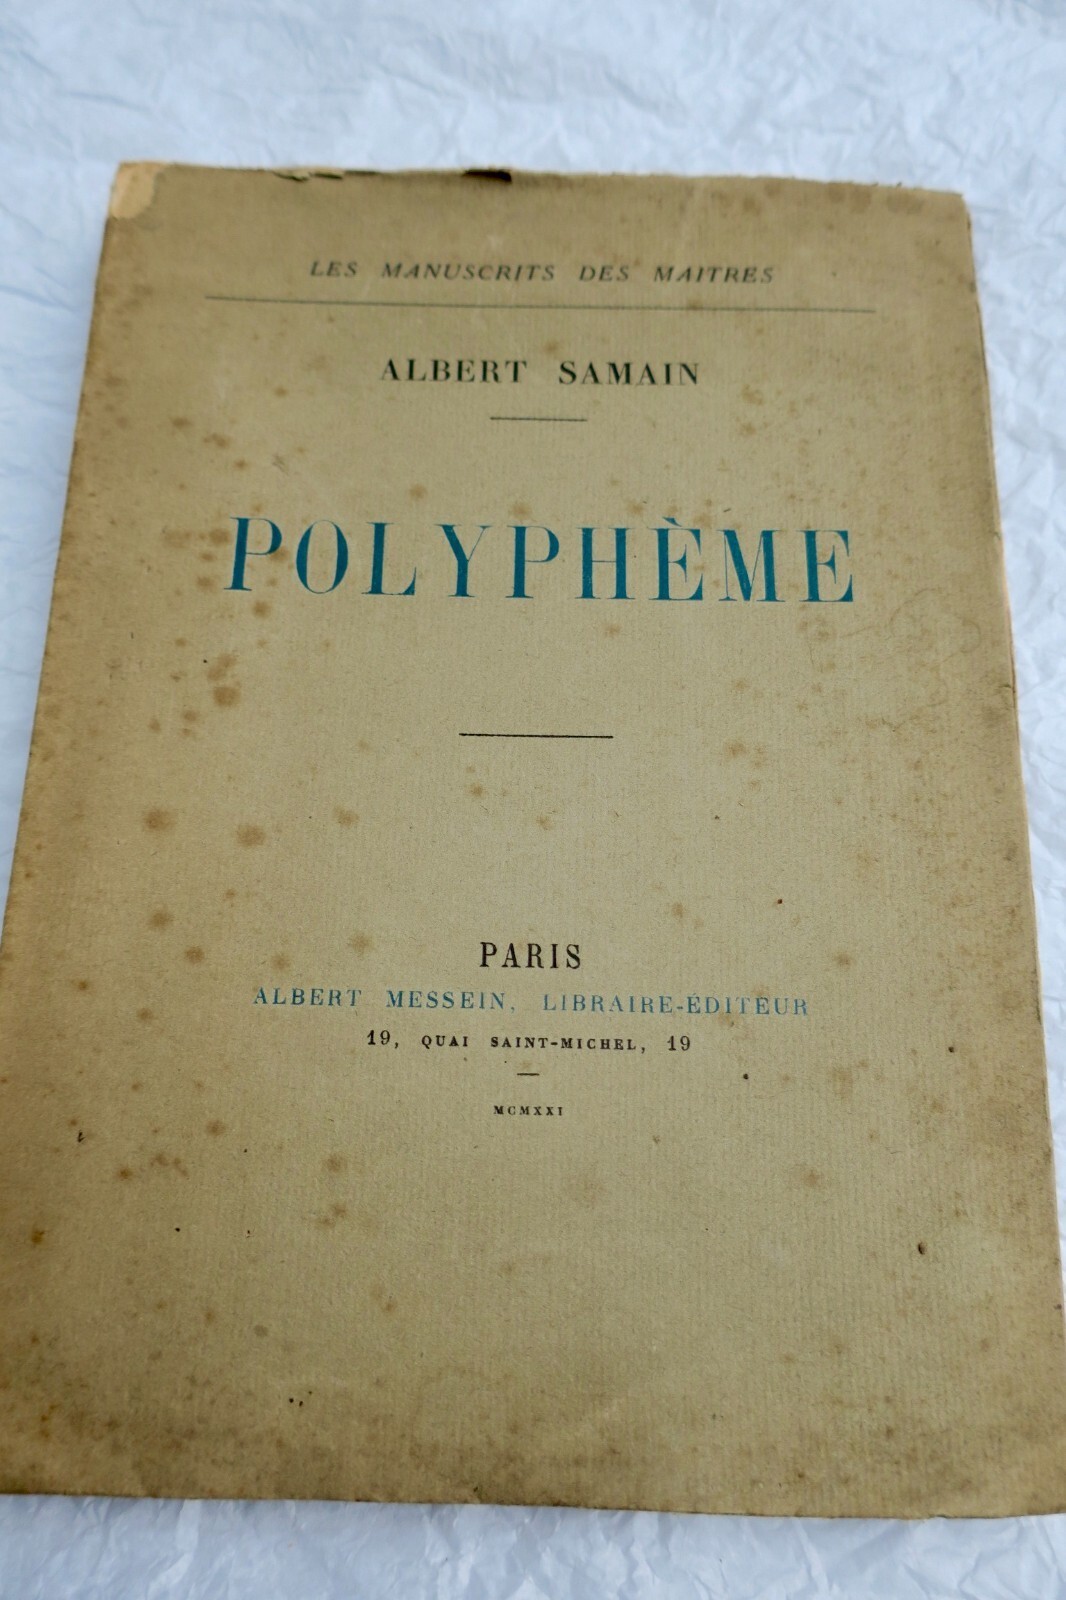 LES MANUSCRITS DES MAITRES
ALBERT SAMAIN
POLYPHÈME
PARIS
ALBERT MESSEIN, LIBRAIRE-ÉDITEUR
19, QUAI SAINT-MICHEL, 19
MCMXXI